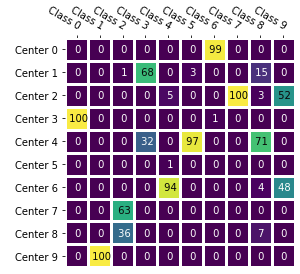 Class 0 Class 1 Class 2 Class 3 Class 4 Class 5 Class 6 Class 7 Class 8 Class 9
Center 0 0 0 0 0 0 0 99 0 0 0
Center 1 0 0 1 68 0 3 0 0 15 0
Center 2 0 0 0 0 5 0 0 100 3 52
Center 3 100 0 0 0 0 0 1 0 0 0
Center 4 0 0 0 32 0 97 0 0 71 0
Center 5 0 0 0 0 1 0 0 0 0 0
Center 6 0 0 0 0 94 0 0 0 4 48
Center 7 0 0 63 0 0 0 0 0 0 0
Center 8 0 0 36 0 0 0 0 0 7 0
Center 9 0 100 0 0 0 0 0 0 0 0